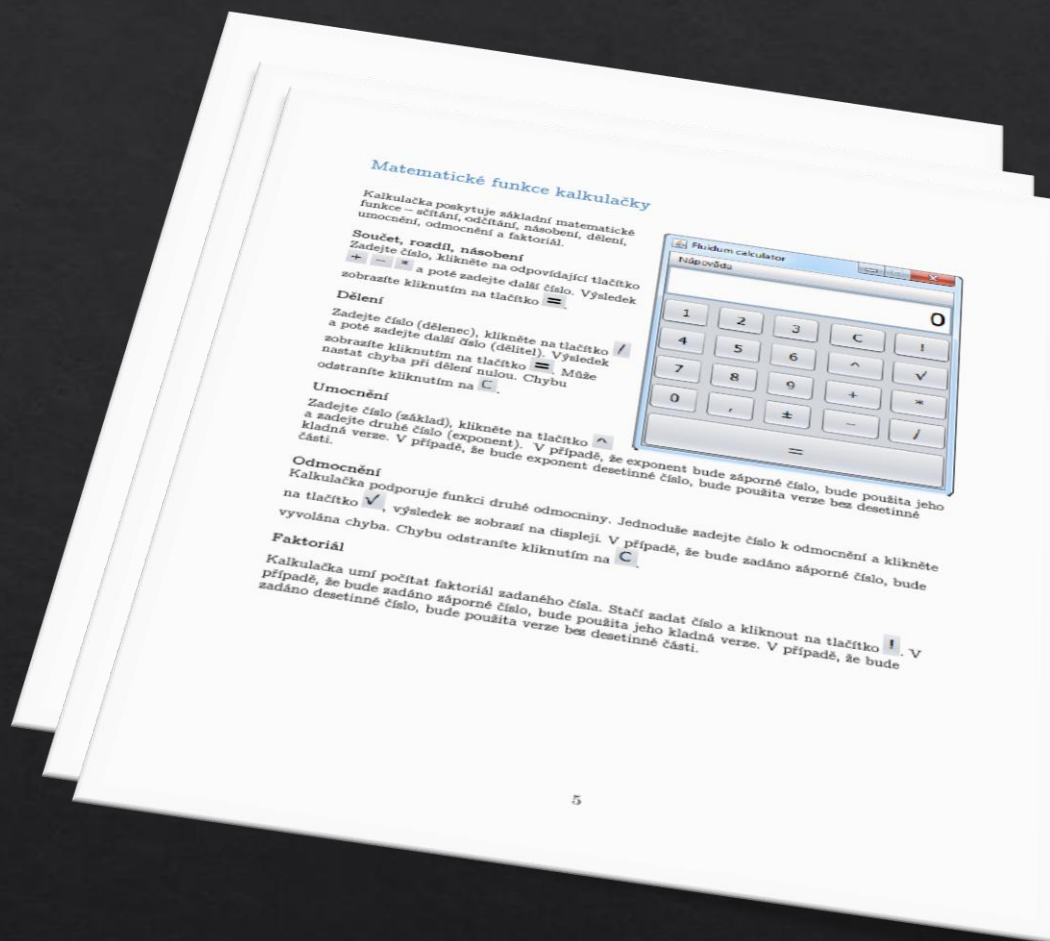 Matematické funkce kalkulačky
Kalkulačka poskytuje základní matematické
funkce – sčítání, odčítání, násobení, dělení,
umocnění, odmocnění a faktoriál.
Součet, rozdíl, násobení
Zadejte číslo, klikněte na odpovídající tlačítko
+ − * a poté zadejte další číslo. Výsledek
zobrazíte kliknutím na tlačítko =.
Dělení
Zadejte číslo (dělenec), klikněte na tlačítko /
a poté zadejte další číslo (dělitel). Výsledek
zobrazíte kliknutím na tlačítko =. Může
nastat chyba při dělení nulou. Chybu
odstraníte kliknutím na C.
Umocnění
Zadejte číslo (základ), klikněte na tlačítko ^
a zadejte druhé číslo (exponent). V případě, že exponent bude záporné číslo, bude použita jeho
kladná verze. V případě, že bude exponent desetinné číslo, bude použita verze bez desetinné
části.
Odmocnění
Kalkulačka podporuje funkci druhé odmocniny. Jednoduše zadejte číslo k odmocnění a klikněte
na tlačítko √, výsledek se zobrazí na displeji. V případě, že bude zadáno záporné číslo, bude
vyvolána chyba. Chybu odstraníte kliknutím na C.
Faktoriál
Kalkulačka umí počítat faktoriál zadaného čísla. Stačí zadat číslo a kliknout na tlačítko !. V
případě, že bude zadáno záporné číslo, bude použita jeho kladná verze. V případě, že bude
zadáno desetinné číslo, bude použita verze bez desetinné části.
Fluidum calculator
Nápověda
0
1 2 3 C !
4 5 6 ^ √
7 8 9 + *
0 , ± − /
=
5